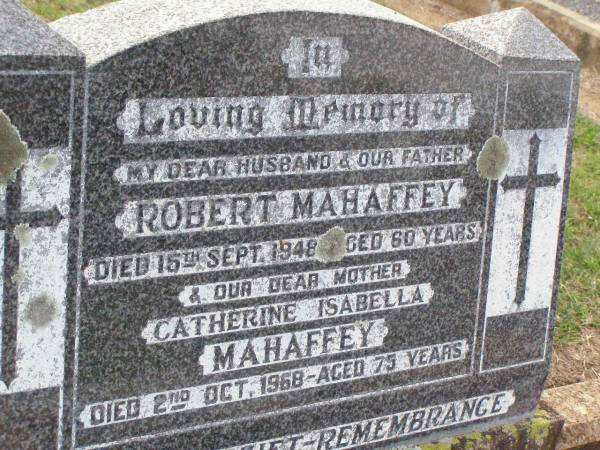 In
Loving Memory of
MY DEAR HUSBAND & OUR FATHER
ROBERT MAHAFFEY
DIED 15TH SEPT. 1948 AGED 60 YEARS
& OUR DEAR MOTHER
CATHERINE ISABELLA
MAHAFFEY
DIED 2ND OCT. 1968-AGED 75 YEARS
-REMEMBRANCE